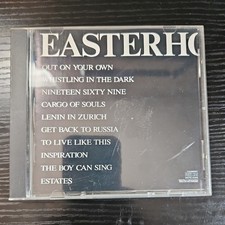 EASTERHO
OUT ON YOUR OWN
WHISTLING IN THE DARK
NINETEEN SIXTY NINE
CARGO OF SOULS
LENIN IN ZURICH
GET BACK TO RUSSIA
TO LIVE LIKE THIS
INSPIRATION
THE BOY CAN SING
ESTATES